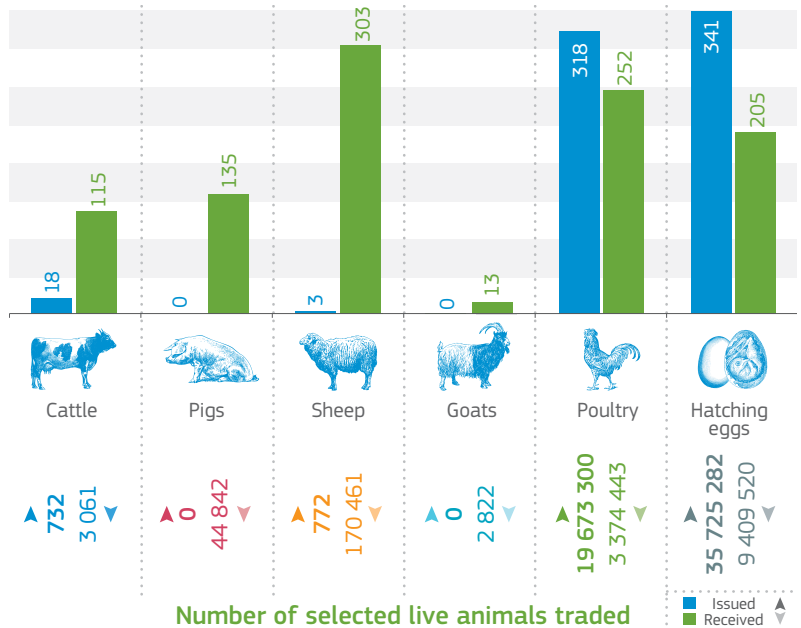 18
115
0
135
3
303
0
13
318
252
341
205
Cattle
Pigs
Sheep
Goats
Poultry
Hatching
eggs
732
3 061
0
44 842
772
170 461
0
2 822
19 673 300
3 374 443
35 725 282
9 409 520
Number of selected live animals traded
Issued
Received